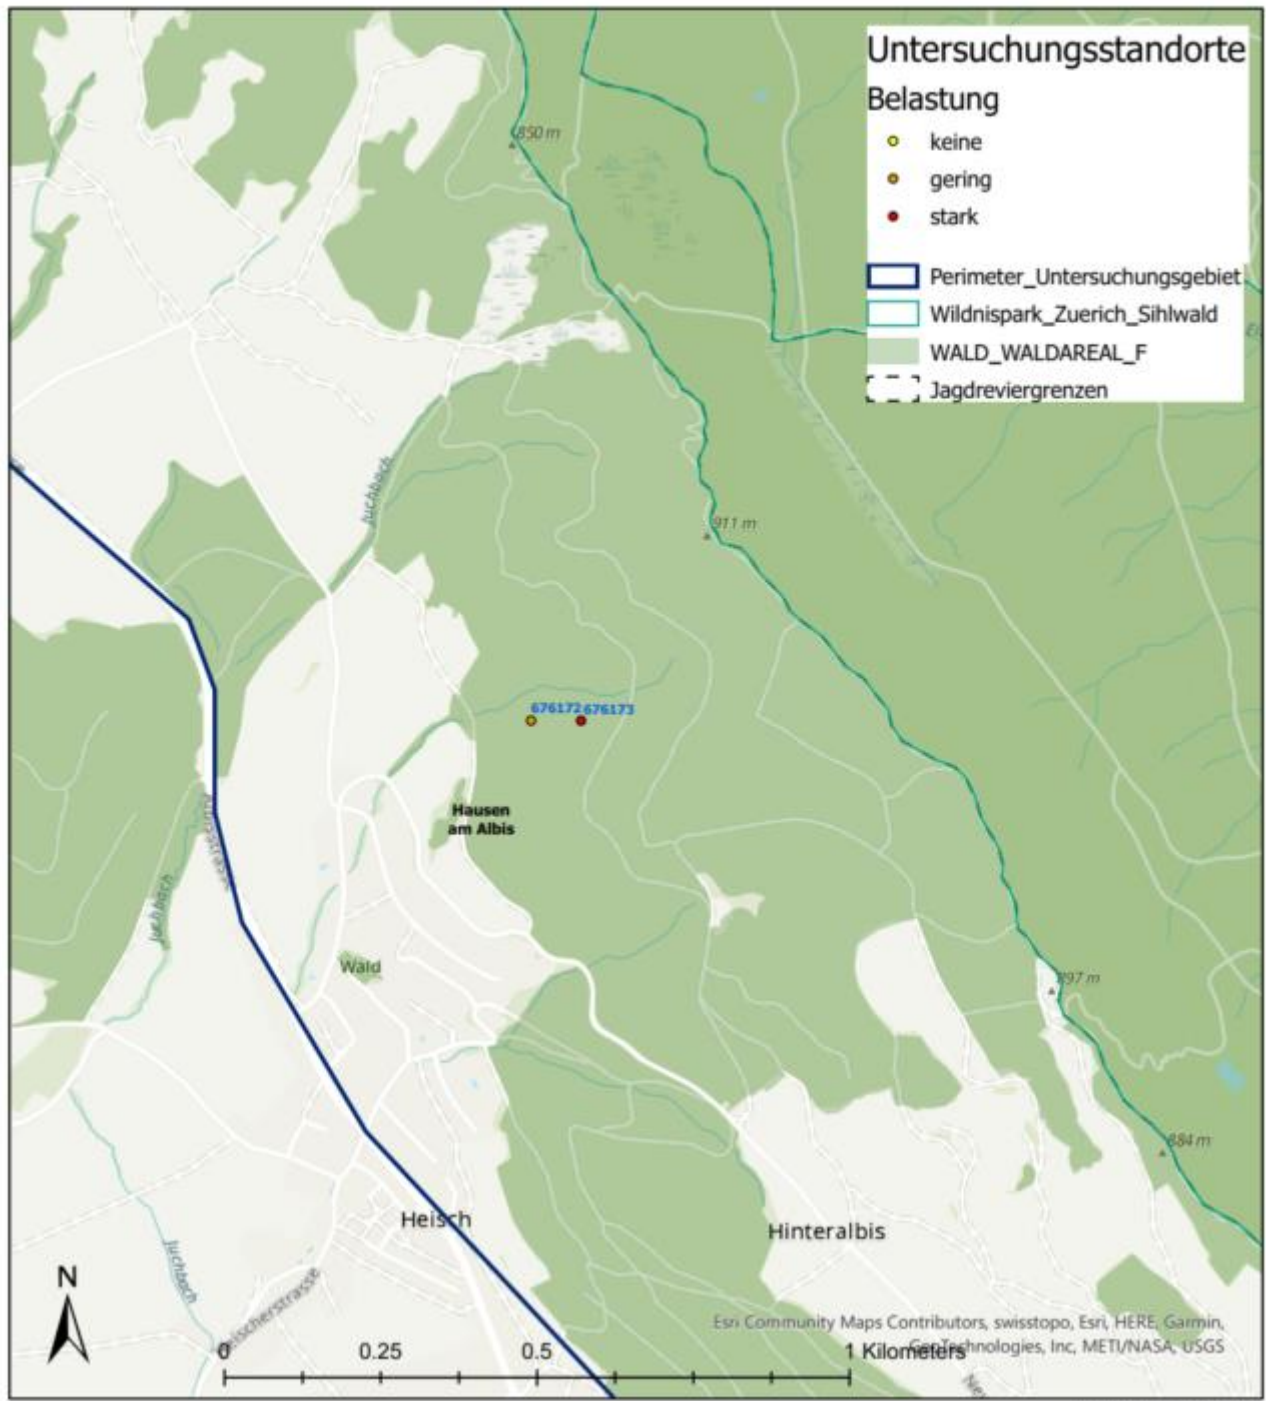 Untersuchungsstandorte
Belastung
keine
gering
stark
Perimeter_Untersuchungsgebiet
Wildnispark_Zuerich_Sihlwald
WALD_WALDAREAL_F
Jagdreviergrenzen
850 m
Juchbach
911 m
676172 676173
Hausen
am Albis
Juchbach
Wald
884 m
Heisch
Hinteralbis
Juchbach
N
Esri Community Maps Contributors, swisstopo, Esri, HERE, Garmin,
GeoTechnologies, Inc, METI/NASA, USGS
0 0.25 0.5 1 Kilometers